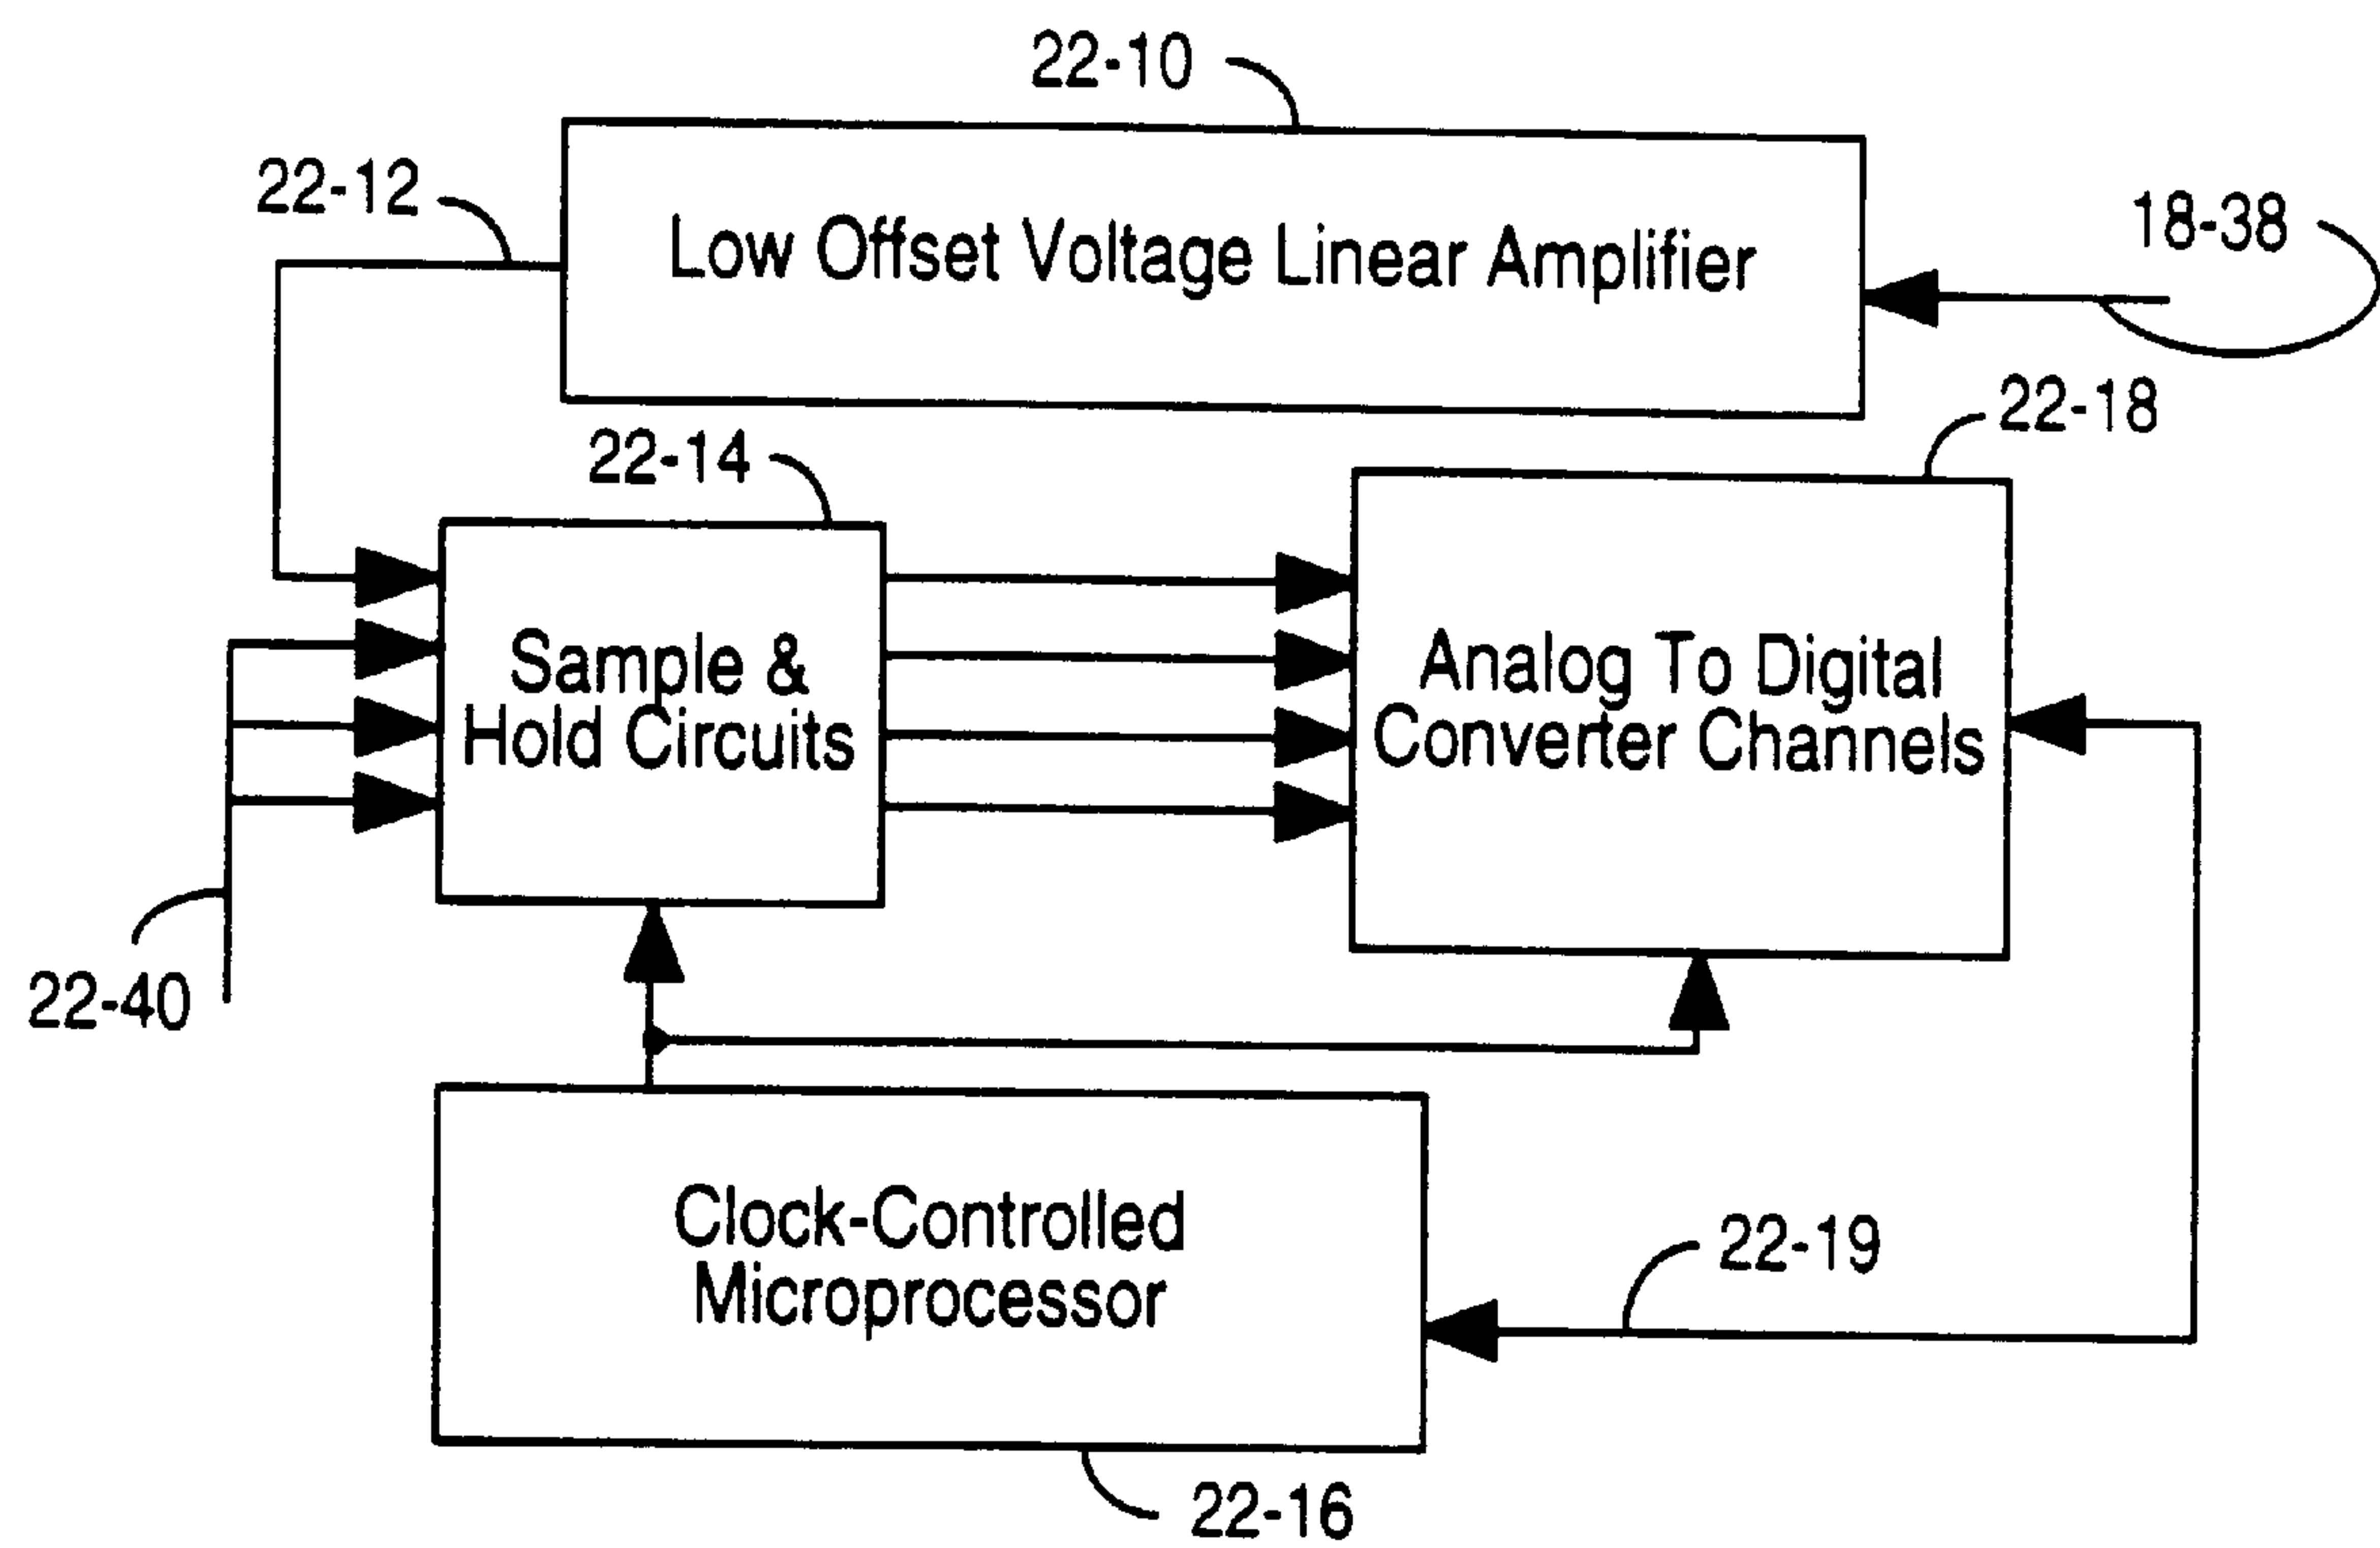 22-10
22-12
Low Offset Voltage Linear Amplifier
18-38
22-18
22-14
Sample &
Hold Circuits
Analog To Digital
Converter Channels
22-40
Clock-Controlled
Microprocessor
22-19
22-16